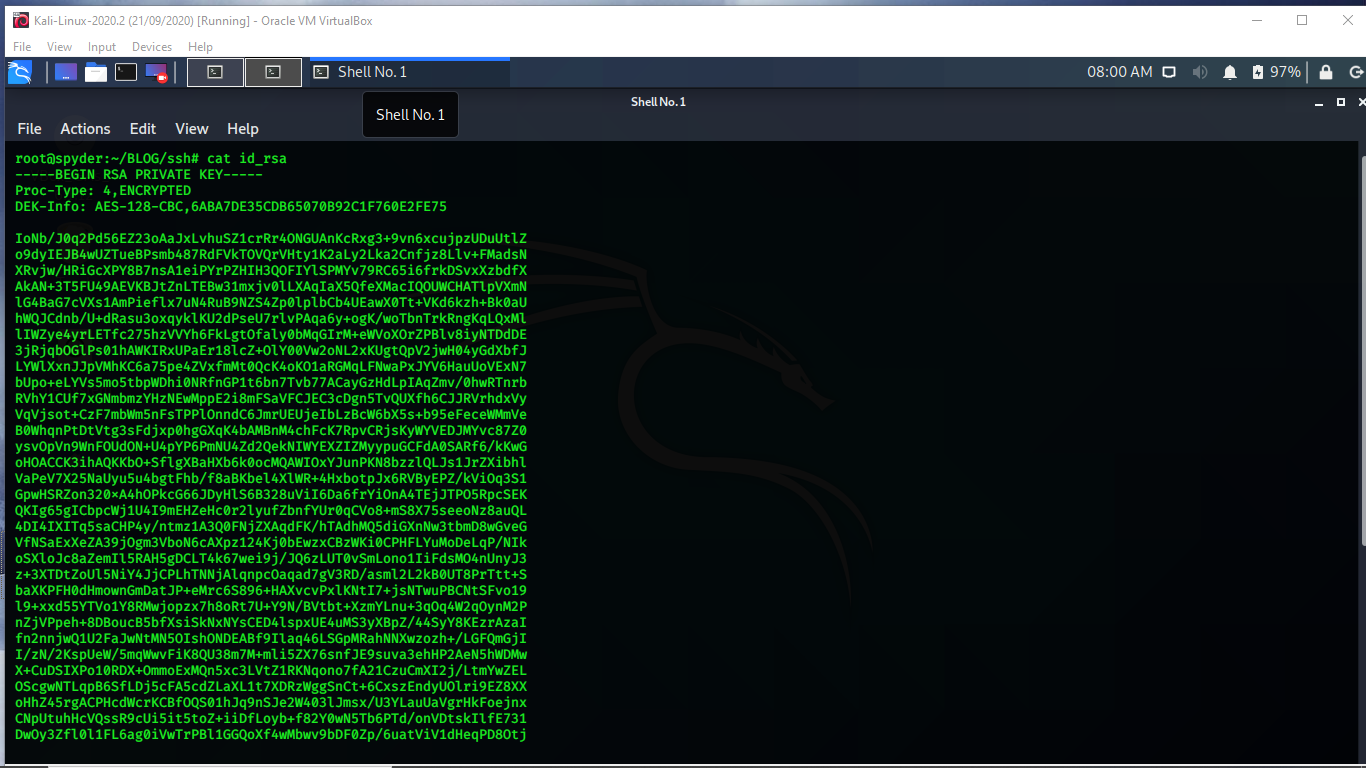 Kali-Linux-2020.2 (21/09/2020) [Running] - Oracle VM VirtualBox
File View Input Devices Help
Shell No. 1
08:00 AM
97%
Shell No. 1
Shell No. 1
File Actions Edit View Help
root@spyder:~/BLOG/ssh# cat id_rsa
-----BEGIN RSA PRIVATE KEY-----
Proc-Type: 4,ENCRYPTED
DEK-Info: AES-128-CBC,6ABA7DE35CDB65070B92C1F760E2FE75
IoNb/J0q2Pd56EZ23oAaJxLvhuSZ1crRr4ONGUAnKcRxg3+9vn6xcujpzUDuUtlZ
o9dyIEJB4wUZTueBPsmb487RdFVkTOVQrVHty1K2aLy2Lka2Cnfjz8Llv+FMadsN
XRvjw/HRiGcXPY8B7nsA1eiPYrPZHIH3QOFIYlSPMYv79RC65i6frkDSvxXzbdfX
AkAN+3T5FU49AEVKBJtZnLTEBw31mxjv0lLXAqIaX5QfeXMacIQOUWCHATlpVXmN
lG4BaG7cVXs1AmPieflx7uN4RuB9NZS4Zp0lplbCb4UEawX0Tt+VKd6kzh+Bk0aU
hWQJCdnb/U+dRasu3oxqyklKU2dPseU7rlvPAqa6y+ogK/woTbnTrkRngKqLQxMl
lIWZye4yrLETfc275hzVVYh6FkLgtOfaly0bMqGIrM+eWVoXOrZPBlv8iyNTDdDE
3jRjqbOGlPs01hAWKIRxUPaEr18lcZ+OlY00Vw2oNL2xKUgtQpV2jwH04yGdXbfJ
LYWlXxnJJpVMhKC6a75pe4ZVxfmMt0QcK4oKO1aRGMqLFNwaPxJYV6HauUoVExN7
bUpo+eLYVs5mo5tbpWDhi0NRfnGP1t6bn7Tvb77ACayGzHdLpIAqZmv/0hwRTnrb
RVhY1CUf7xGNmbmzYHzNEwMppE2i8mFSaVFCJEC3cDgn5TvQUXfh6CJJRVrhdxVy
VqVjsot+CzF7mbWm5nFsTPPlOnndC6JmrUEUjeIbLzBcW6bX5s+b95eFeceWMmVe
B0WhqnPtDtVtg3sFdjxp0hgGXqK4bAMBnM4chFcK7RpvCRjsKyWYVEDJMYvc87Z0
ysvOpVn9WnFOUdON+U4pYP6PmNU4Zd2QekNIWYEXZIZMyypuGCFdA0SARf6/kKwG
oHOACCK3ihAQKKbO+SflgXBaHXb6k0ocMQAWIOxYJunPKN8bzzlQLJs1JrZXibhl
VaPeV7X25NaUyu5u4bgtFhb/f8aBKbel4XlWR+4HxbotpJx6RVByEPZ/kViOq3S1
GpwHSRZon320×A4hOPkcG66JDyHlS6B328uViI6Da6frYiOnA4TEjJTPO5RpcSEK
QKIg65gICbpcWj1U4I9mEHZeHc0r2lyufZbnfYUr0qCVo8+mS8X75seeoNz8auQL
4DI4IXITq5saCHP4y/ntmz1A3Q0FNjZXAqdFK/hTAdhMQ5diGXnNw3tbmD8wGveG
VfNSaExXeZA39jOgm3VboN6cAXpz124Kj0bEwzxCBzWKi0CPHFLYuMoDeLqP/NIk
oSXloJc8aZemIl5RAH5gDCLT4k67wei9j/JQ6zLUT0vSmLono1IiFdsMO4nUnyJ3
z+3XTDtZoUl5NiY4JjCPLhTNNjAlqnpcOaqad7gV3RD/asml2L2kB0UT8PrTtt+S
baXKPFH0dHmownGmDatJP+eMrc6S896+HAXvcvPxlKNtI7+jsNTwuPBCNtSFvo19
l9+xxd55YTVo1Y8RMwjopzx7h8oRt7U+Y9N/BVtbt+XzmYLnu+3qOq4W2qOynM2P
nZjVPpeh+8DBoucB5bfXsiSkNxNYsCED4lspxUE4uMS3yXBpZ/44SyY8KEzrAzaI
fn2nnjwQ1U2FaJwNtMN5OIshONDEABf9Ilaq46LSGpMRahNNXwzozh+/LGFQmGjI
I/zN/2KspUeW/5mqWwvFiK8QU38m7M+mli5ZX76snfJE9suva3ehHP2AeN5hWDMw
X+CuDSIXPo10RDX+OmmoExMQn5xc3LVtZ1RKNqono7fA21CzuCmXI2j/LtmYwZEL
OScgwNTLqpB6SfLDj5cFA5cdZLaXL1t7XDRzWggSnCt+6CxszEndyUOlri9EZ8XX
oHhZ45rgACPHcdWcrKCBfOQS01hJq9nSJe2W403lJmsx/U3YLauUaVgrHkFoejnx
CNpUtuhHcVQssR9cUi5it5toZ+iiDfLoyb+f82Y0wN5Tb6PTd/onVDtskIlfE731
DwOy3Zfl0l1FL6ag0iVwTrPBl1GGQoXf4wMbwv9bDF0Zp/6uatViV1dHeqPD8Otj